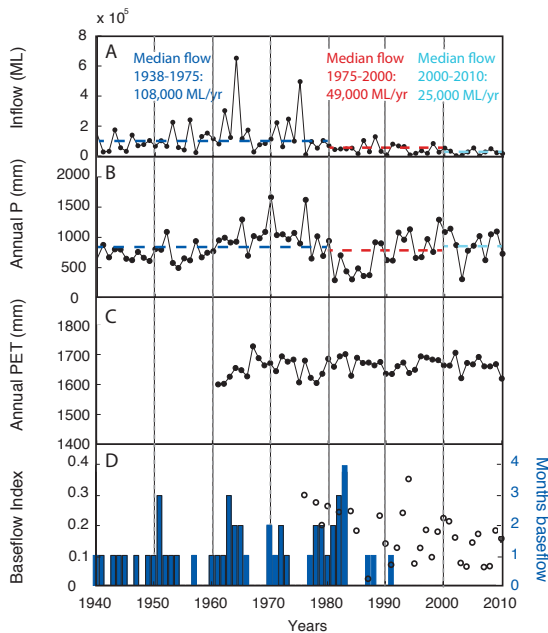 x 10⁵
A
Median flow
1938-1975:
108,000 ML/yr
Median flow
1975-2000:
49,000 ML/yr
Median flow
2000-2010:
25,000 ML/yr
Inflow (ML)
8
6
4
2
0
B
Annual P (mm)
2000
1500
1000
500
0
C
Annual PET (mm)
1800
1700
1600
1500
1400
D
Baseflow Index
0.4
0.3
0.2
0.1
0
Months baseflow
4
3
2
1
0
1940 1950 1960 1970 1980 1990 2000 2010
Years